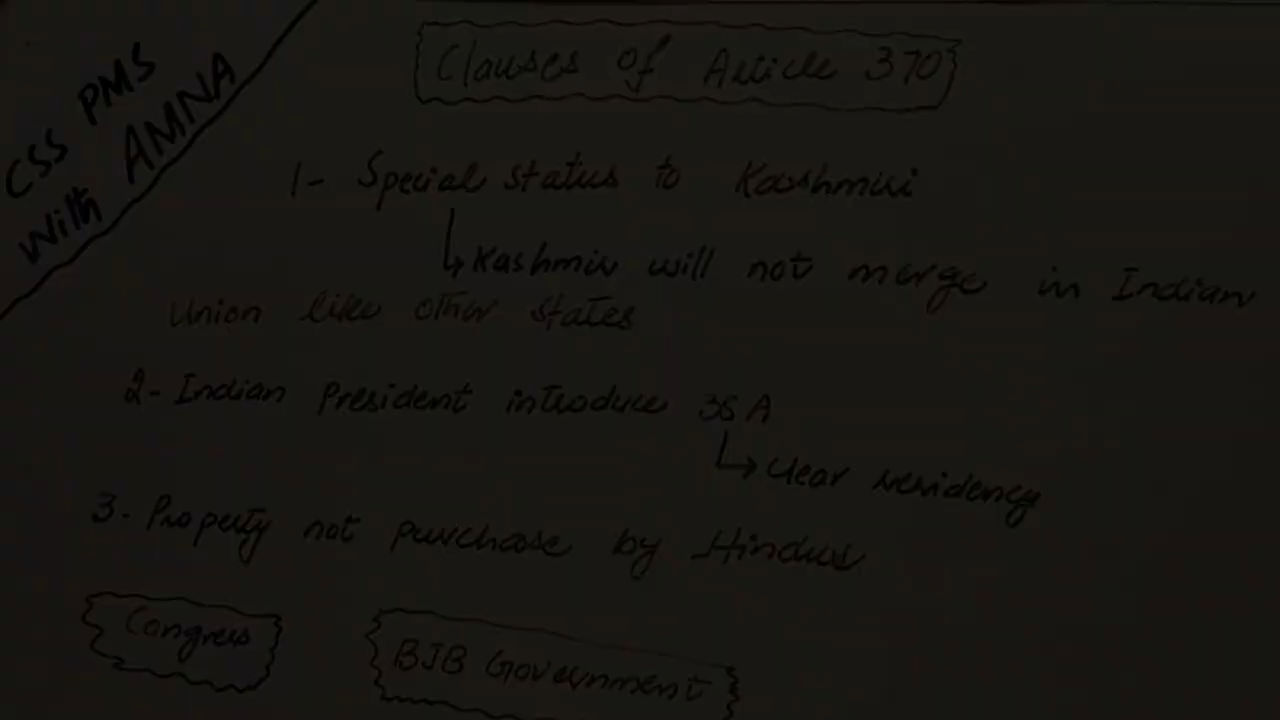 CSS PMS
With AMNA
Clauses of Article 370
1- Special status to Kashmiri
Kashmir will not merge in Indian
Union like other states
2- Indian President introduce 35A
clear residency
3- Property not purchase by Hindus
Congress
BJB Government